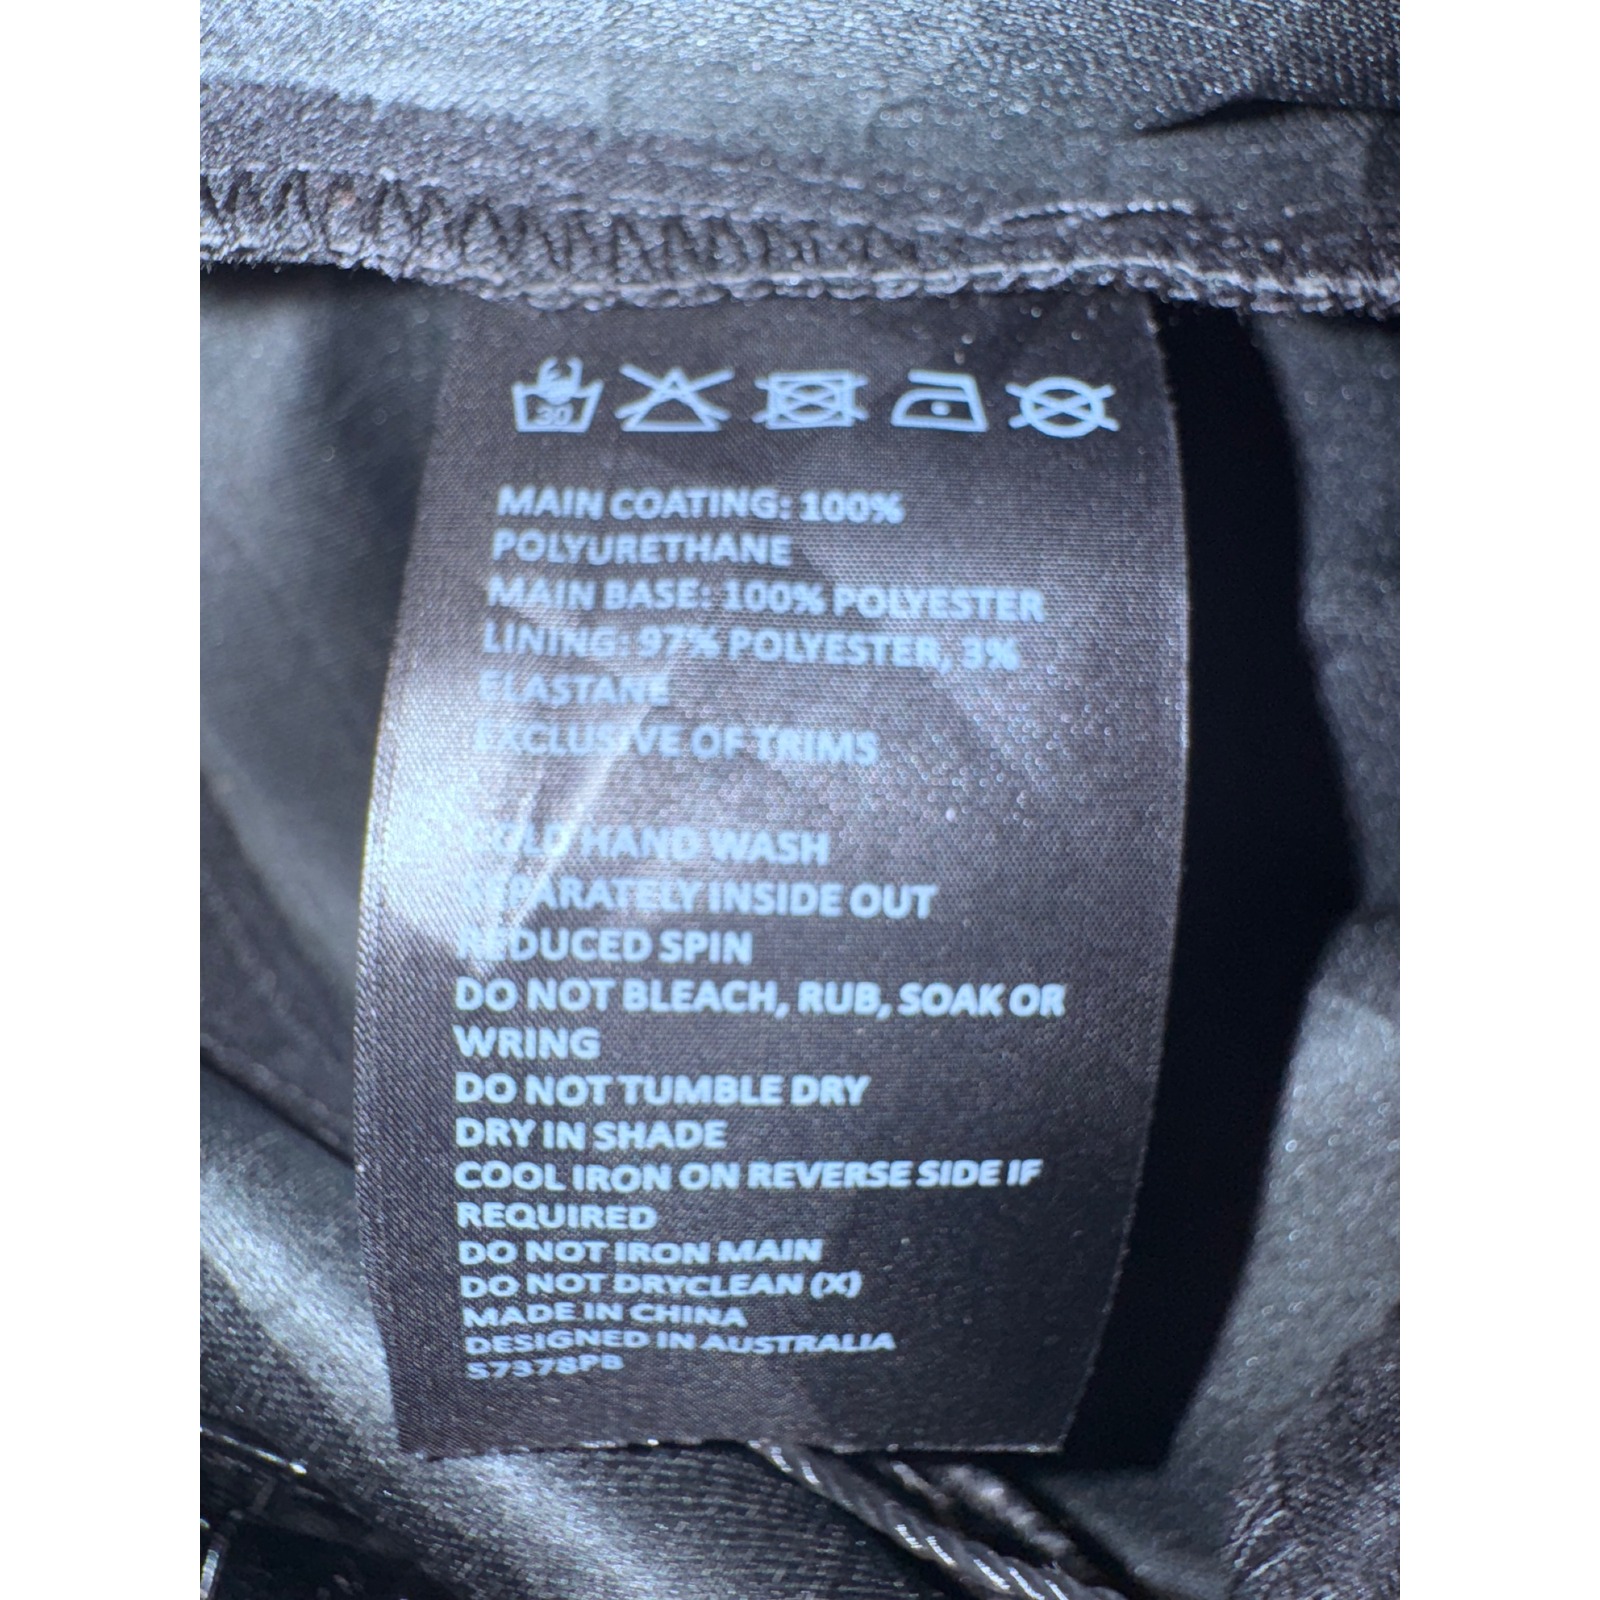 30
MAIN COATING: 100%
POLYURETHANE
MAIN BASE: 100% POLYESTER
LINING: 97% POLYESTER, 3%
ELASTANE
EXCLUSIVE OF TRIMS
COLD HAND WASH
SEPARATELY INSIDE OUT
REDUCED SPIN
DO NOT BLEACH, RUB, SOAK OR
WRING
DO NOT TUMBLE DRY
DRY IN SHADE
COOL IRON ON REVERSE SIDE IF
REQUIRED
DO NOT IRON MAIN
DO NOT DRYCLEAN (X)
MADE IN CHINA
DESIGNED IN AUSTRALIA
S7378PB